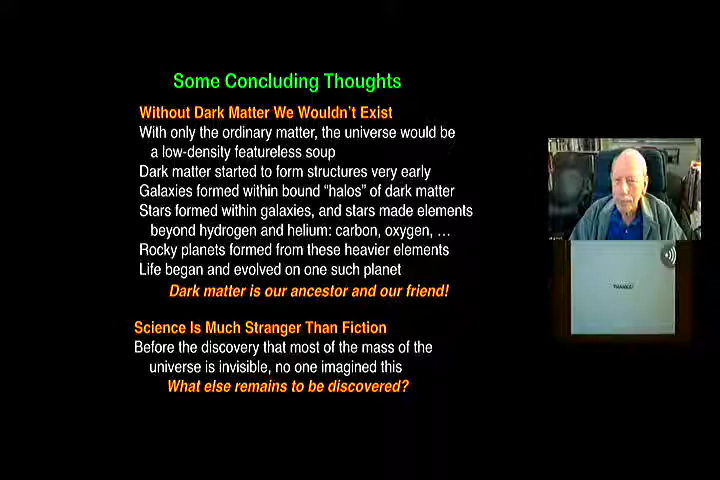 Some Concluding Thoughts
Without Dark Matter We Wouldn't Exist
With only the ordinary matter, the universe would be
a low-density featureless soup
Dark matter started to form structures very early
Galaxies formed within bound “halos” of dark matter
Stars formed within galaxies, and stars made elements
beyond hydrogen and helium: carbon, oxygen, …
Rocky planets formed from these heavier elements
Life began and evolved on one such planet
Dark matter is our ancestor and our friend!
Science Is Much Stranger Than Fiction
Before the discovery that most of the mass of the
universe is invisible, no one imagined this
What else remains to be discovered?
THANKS!